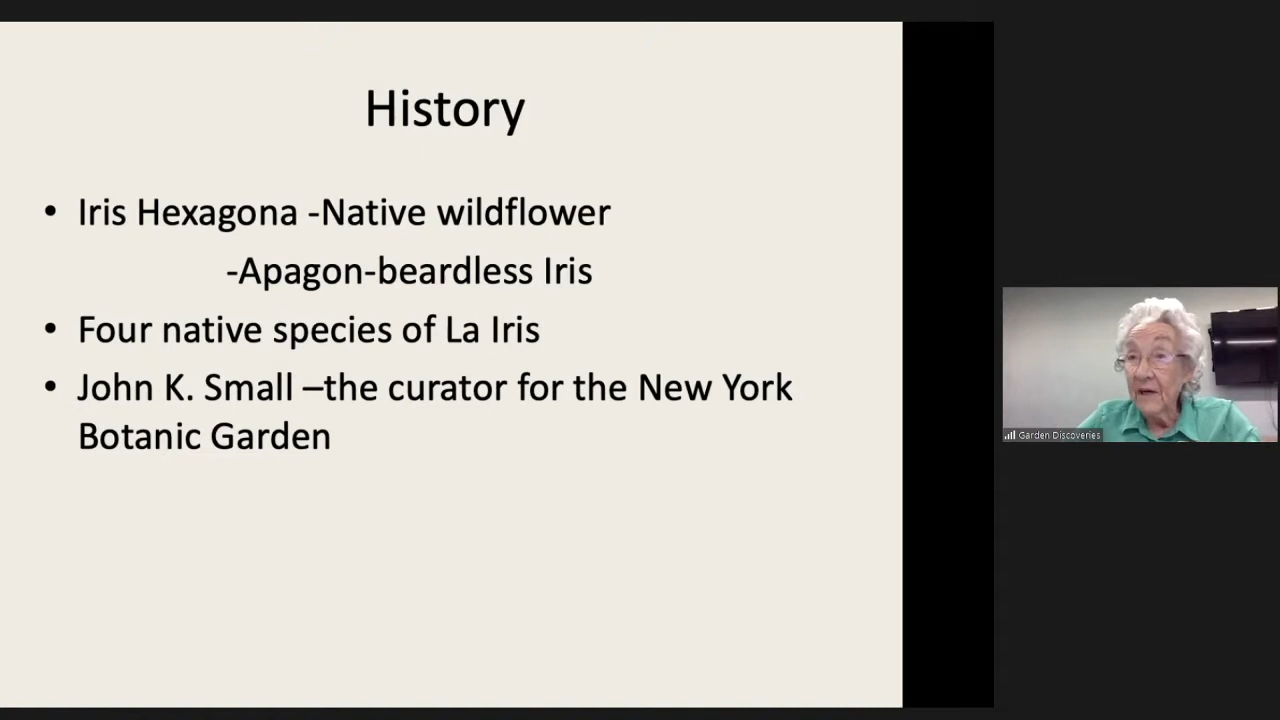 History
• Iris Hexagona -Native wildflower
-Apagon-beardless Iris
• Four native species of La Iris
• John K. Small –the curator for the New York
Botanic Garden
Garden Discoveries